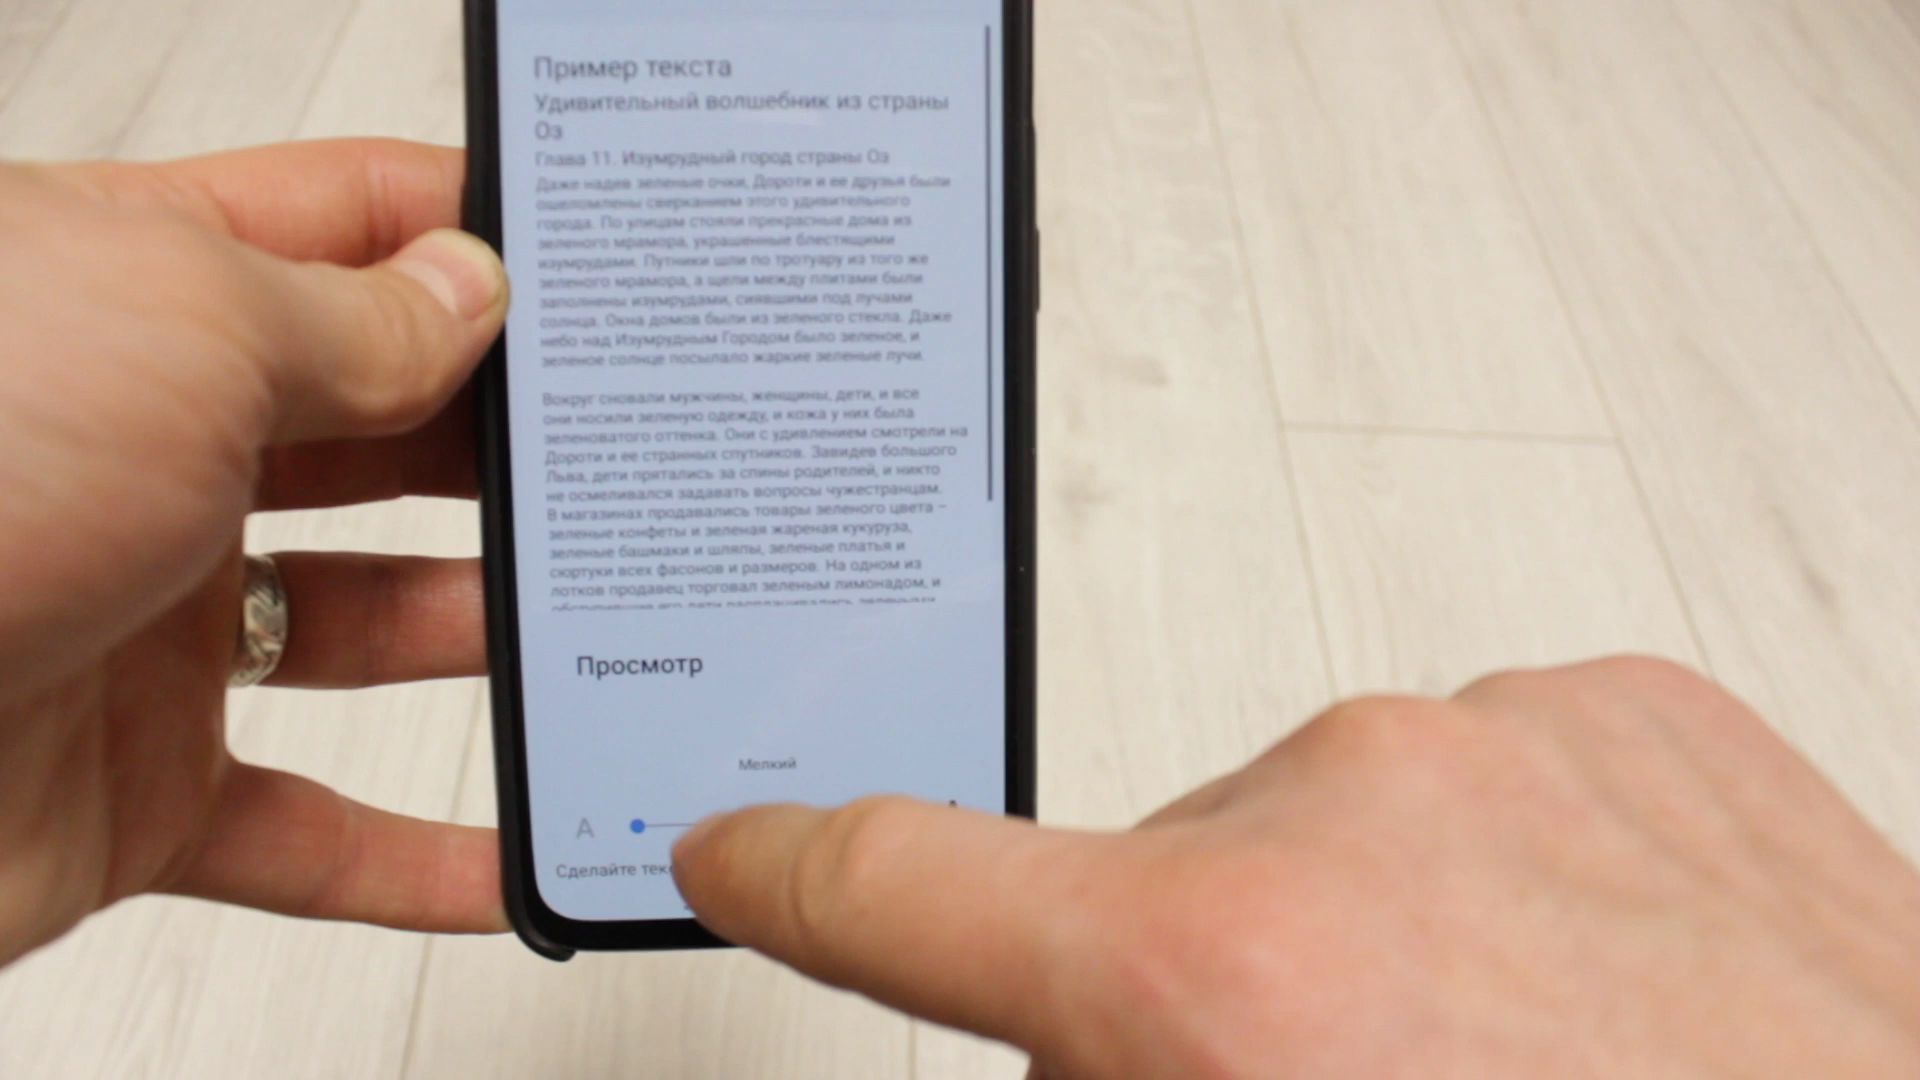 Пример текста
Удивительный волшебник из страны
Оз
Глава 11. Изумрудный город страны Оз
Даже надев зеленые очки, Дороти и ее друзья были
ошеломлены сверканием этого удивительного
города. По улицам стояли прекрасные дома из
зеленого мрамора, украшенные блестящими
изумрудами. Путники шли по тротуару из того же
зеленого мрамора, а щели между плитами были
заполнены изумрудами, сиявшими под лучами
солнца. Окна домов были из зеленого стекла. Даже
небо над Изумрудным Городом было зеленое, и
зеленое солнце посылало жаркие зеленые лучи.
Вокруг сновали мужчины, женщины, дети, и все
они носили зеленую одежду, и кожа у них была
зеленоватого оттенка. Они с удивлением смотрели на
Дороти и ее странных спутников. Завидев большого
Льва, дети прятались за спины родителей, и никто
не осмеливался задавать вопросы чужестранцам.
В магазинах продавались товары зеленого цвета –
зеленые конфеты и зеленая жареная кукуруза,
зеленые башмаки и шляпы, зеленые платья и
сюртуки всех фасонов и размеров. На одном из
лотков продавец торговал зеленым лимонадом, и
обступившие его дети расплачивались зелеными
Просмотр
Мелкий
A
Сделайте тек